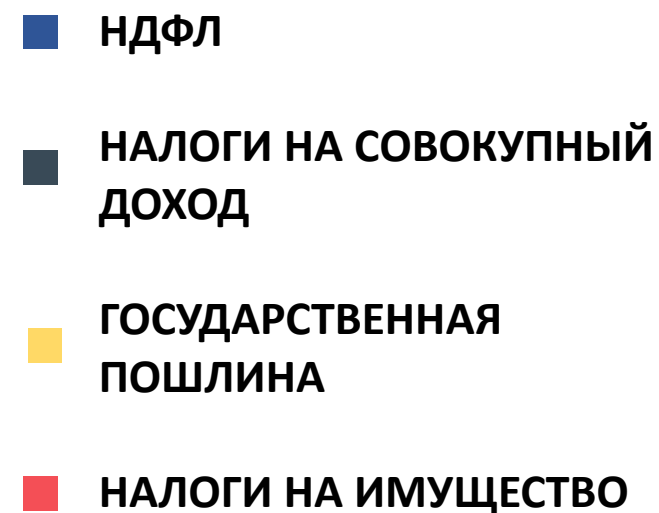 НДФЛ
НАЛОГИ НА СОВОКУПНЫЙ
ДОХОД
ГОСУДАРСТВЕННАЯ
ПОШЛИНА
НАЛОГИ НА ИМУЩЕСТВО